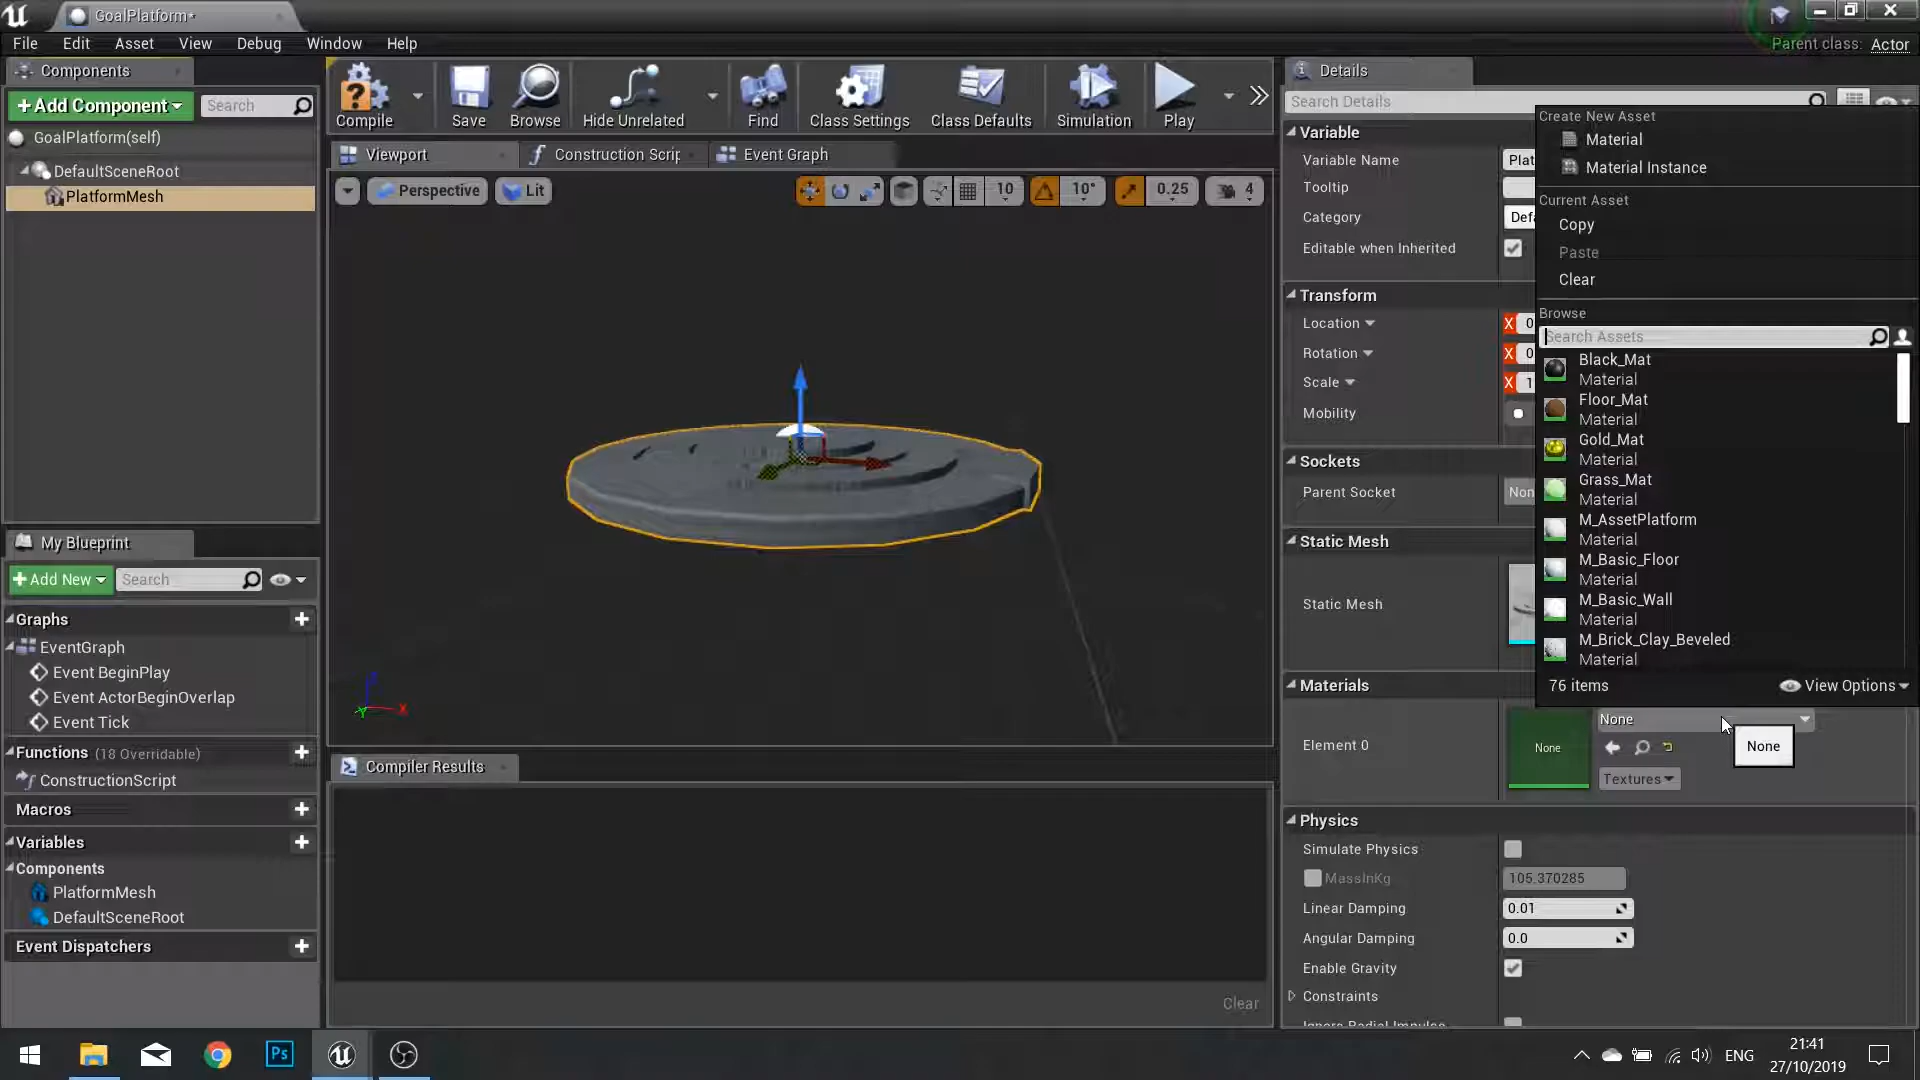 GoalPlatform*
File Edit Asset View Debug Window Help
Parent class: Actor
Components
+Add Component
Search
GoalPlatform(self)
DefaultSceneRoot
PlatformMesh
Compile
Save
Browse
Hide Unrelated
Find
Class Settings
Class Defaults
Simulation
Play
Viewport
Construction Scrip
Event Graph
Perspective
Lit
10
10°
0.25
4
My Blueprint
+Add New
Search
Graphs
EventGraph
Event BeginPlay
Event ActorBeginOverlap
Event Tick
Functions (18 Overridable)
ConstructionScript
Macros
Variables
Components
PlatformMesh
DefaultSceneRoot
Event Dispatchers
Compiler Results
Clear
Details
Search Details
Variable
Variable Name
Plat
Tooltip
Category
Defa
Editable when Inherited
Transform
Location
X 0
Rotation
X 0
Scale
X 1
Mobility
Sockets
Parent Socket
Non
Static Mesh
Static Mesh
Materials
Element 0
None
None
None
Textures
Physics
Simulate Physics
MassInKg
105.370285
Linear Damping
0.01
Angular Damping
0.0
Enable Gravity
Constraints
Ignore Radial Impulse
Create New Asset
Material
Material Instance
Current Asset
Copy
Paste
Clear
Browse
Search Assets
Black_Mat
Material
Floor_Mat
Material
Gold_Mat
Material
Grass_Mat
Material
M_AssetPlatform
Material
M_Basic_Floor
Material
M_Basic_Wall
Material
M_Brick_Clay_Beveled
Material
76 items
View Options
Ps
ENG
21:41
27/10/2019